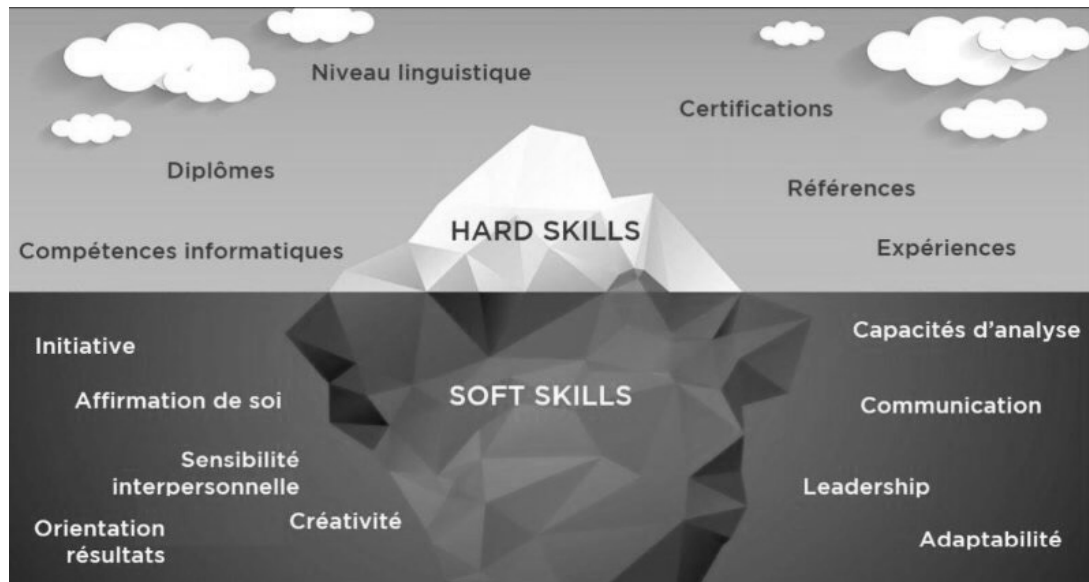 Niveau linguistique
Certifications
Diplômes
Références
HARD SKILLS
Compétences informatiques
Expériences
Initiative
Capacités d’analyse
Affirmation de soi
SOFT SKILLS
Communication
Sensibilité
interpersonnelle
Leadership
Créativité
Orientation
résultats
Adaptabilité